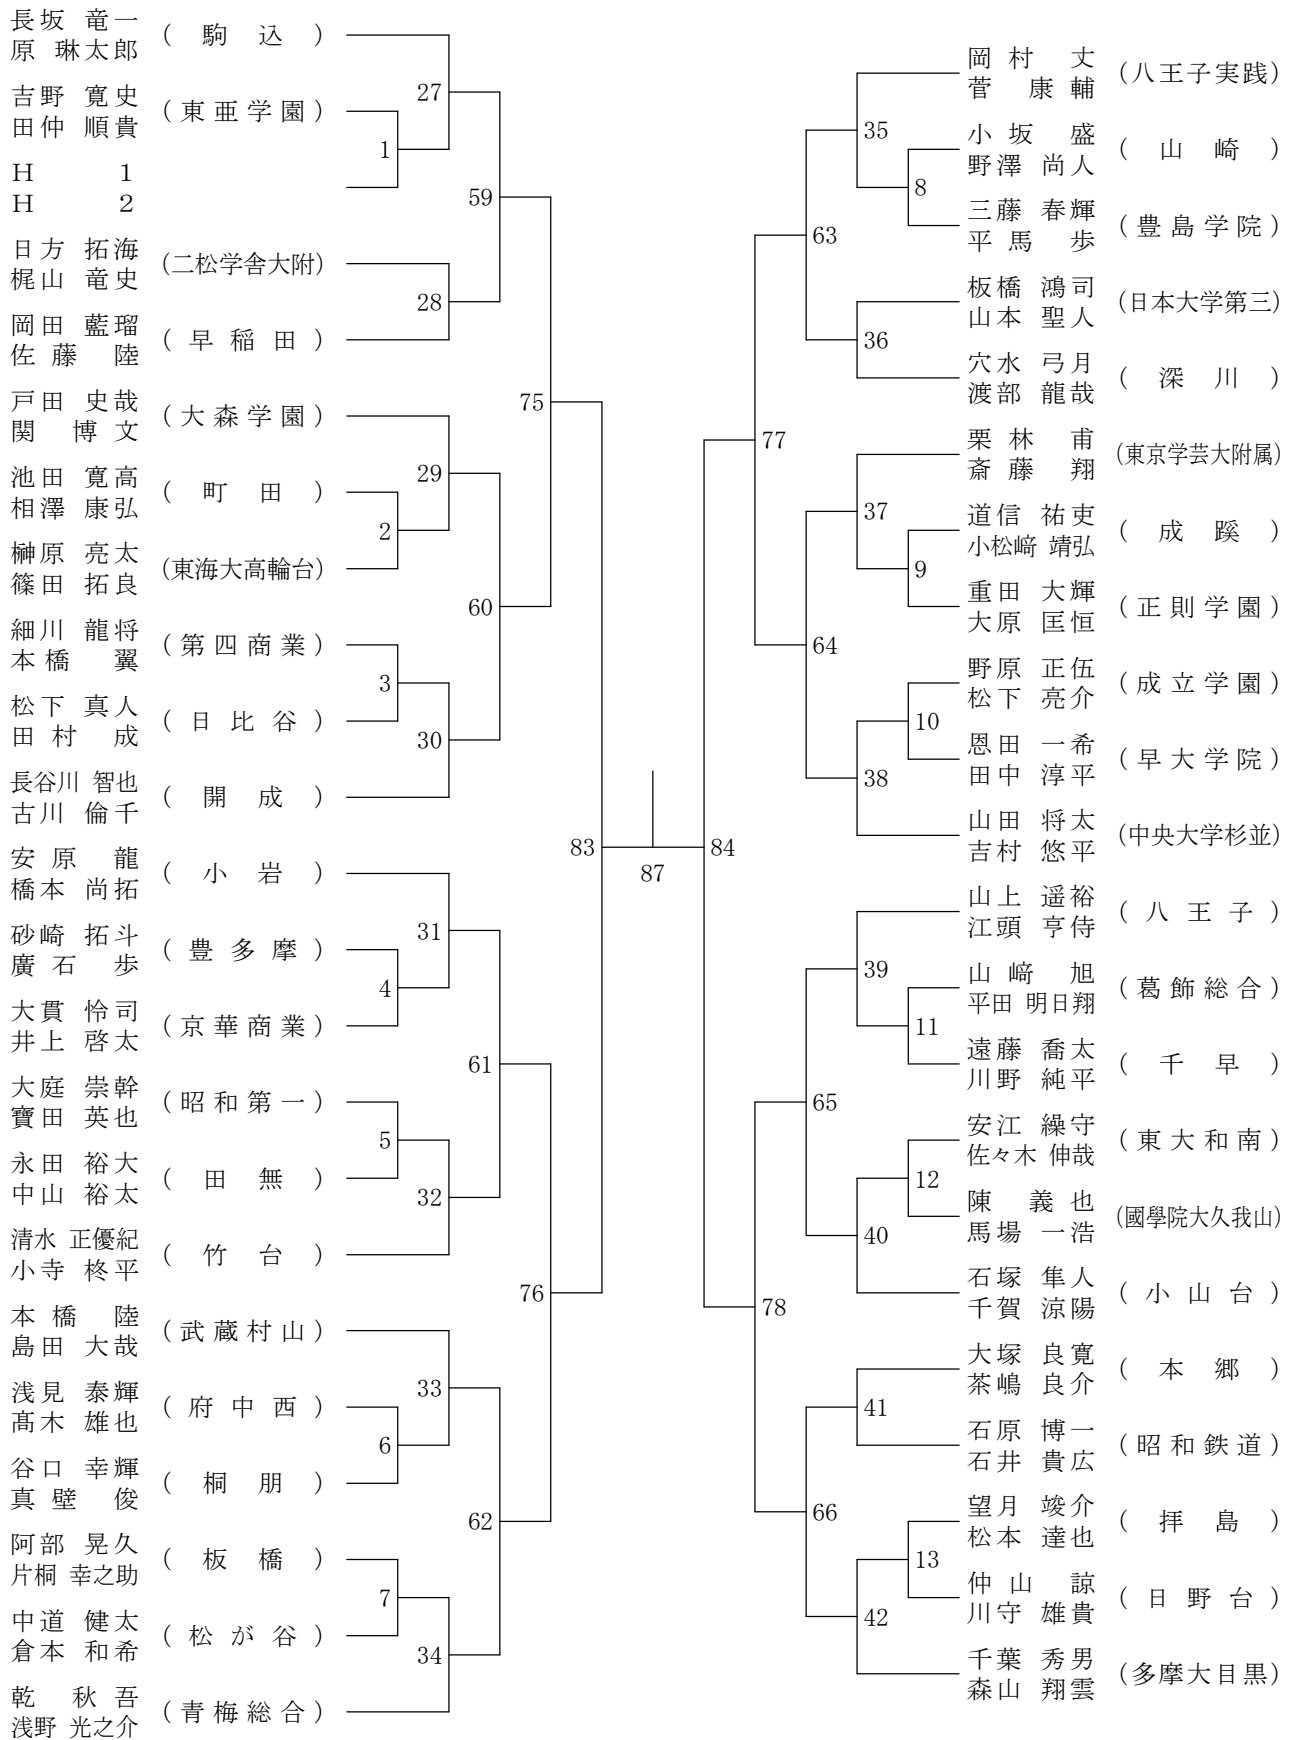 長坂 竜一
原 琳太郎
( 駒込 )
吉野 寛史
田仲 順貴
(東亜学園)
H 1
H 2
日方 拓海
梶山 竜史
(二松学舎大附)
岡田 藍瑠
佐藤 陸
( 早稲田 )
戸田 史哉
関 博文
(大森学園)
池田 寛高
相澤 康弘
( 町田 )
榊原 亮太
篠田 拓良
(東海大高輪台)
細川 龍将
本橋 翼
(第四商業)
松下 真人
田村 成
( 日比谷 )
長谷川 智也
古川 倫千
( 開成 )
安原 龍
橋本 尚拓
( 小岩 )
砂崎 拓斗
廣石 歩
( 豊多摩 )
大貫 怜司
井上 啓太
(京華商業)
大庭 崇幹
寶田 英也
(昭和第一)
永田 裕大
中山 裕太
( 田無 )
清水 正優紀
小寺 柊平
( 竹台 )
本橋 陸
島田 大哉
(武蔵村山)
浅見 泰輝
髙木 雄也
( 府中西 )
谷口 幸輝
真壁 俊
( 桐朋 )
阿部 晃久
片桐 幸之助
( 板橋 )
中道 健太
倉本 和希
( 松が谷 )
乾 秋吾
浅野 光之介
(青梅総合)
27
1
59
28
75
29
2
60
3
30
83
31
4
61
5
32
76
33
6
62
7
34
87
84
35
8
63
36
77
37
9
64
10
38
39
11
65
12
40
78
41
66
13
42
岡村 丈
菅 康輔
(八王子実践)
小坂 盛
野澤 尚人
( 山崎 )
三藤 春輝
平馬 歩
(豊島学院)
板橋 鴻司
山本 聖人
(日本大学第三)
穴水 弓月
渡部 龍哉
( 深川 )
栗林 甫
斎藤 翔
(東京学芸大附属)
道信 祐吏
小松﨑 靖弘
( 成蹊 )
重田 大輝
大原 匡恒
(正則学園)
野原 正伍
松下 亮介
(成立学園)
恩田 一希
田中 淳平
(早大学院)
山田 将太
吉村 悠平
(中央大学杉並)
山上 遥裕
江頭 亨侍
( 八王子 )
山﨑 旭
平田 明日翔
(葛飾総合)
遠藤 喬太
川野 純平
( 千早 )
安江 繰守
佐々木 伸哉
(東大和南)
陳 義也
馬場 一浩
(國學院大久我山)
石塚 隼人
千賀 涼陽
( 小山台 )
大塚 良寛
茶嶋 良介
( 本郷 )
石原 博一
石井 貴広
(昭和鉄道)
望月 竣介
松本 達也
( 拝島 )
仲山 諒
川守 雄貴
( 日野台 )
千葉 秀男
森山 翔雲
(多摩大目黒)